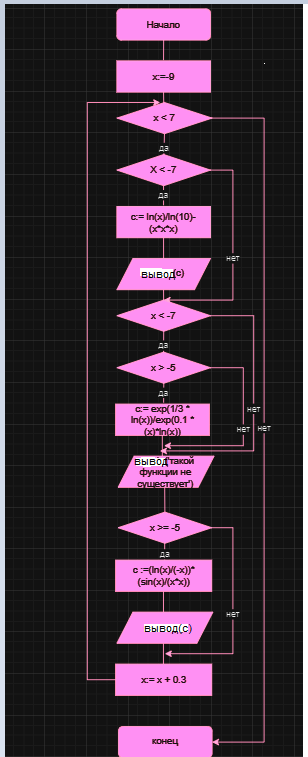 Начало
x:=-9
x < 7
да
X < -7
да
c:= ln(x)/ln(10)-
(x*x*x)
нет
вывод(c)
x < -7
да
x > -5
да
нет
c:= exp(1/3 *
ln(x))/exp(0.1 *
(x)*ln(x))
нет
нет
вывод'такой
функции не
существует')
x >= -5
да
c :=(ln(x)/(-x))*
(sin(x)/(x*x))
нет
вывод(c)
x:= x + 0.3
конец